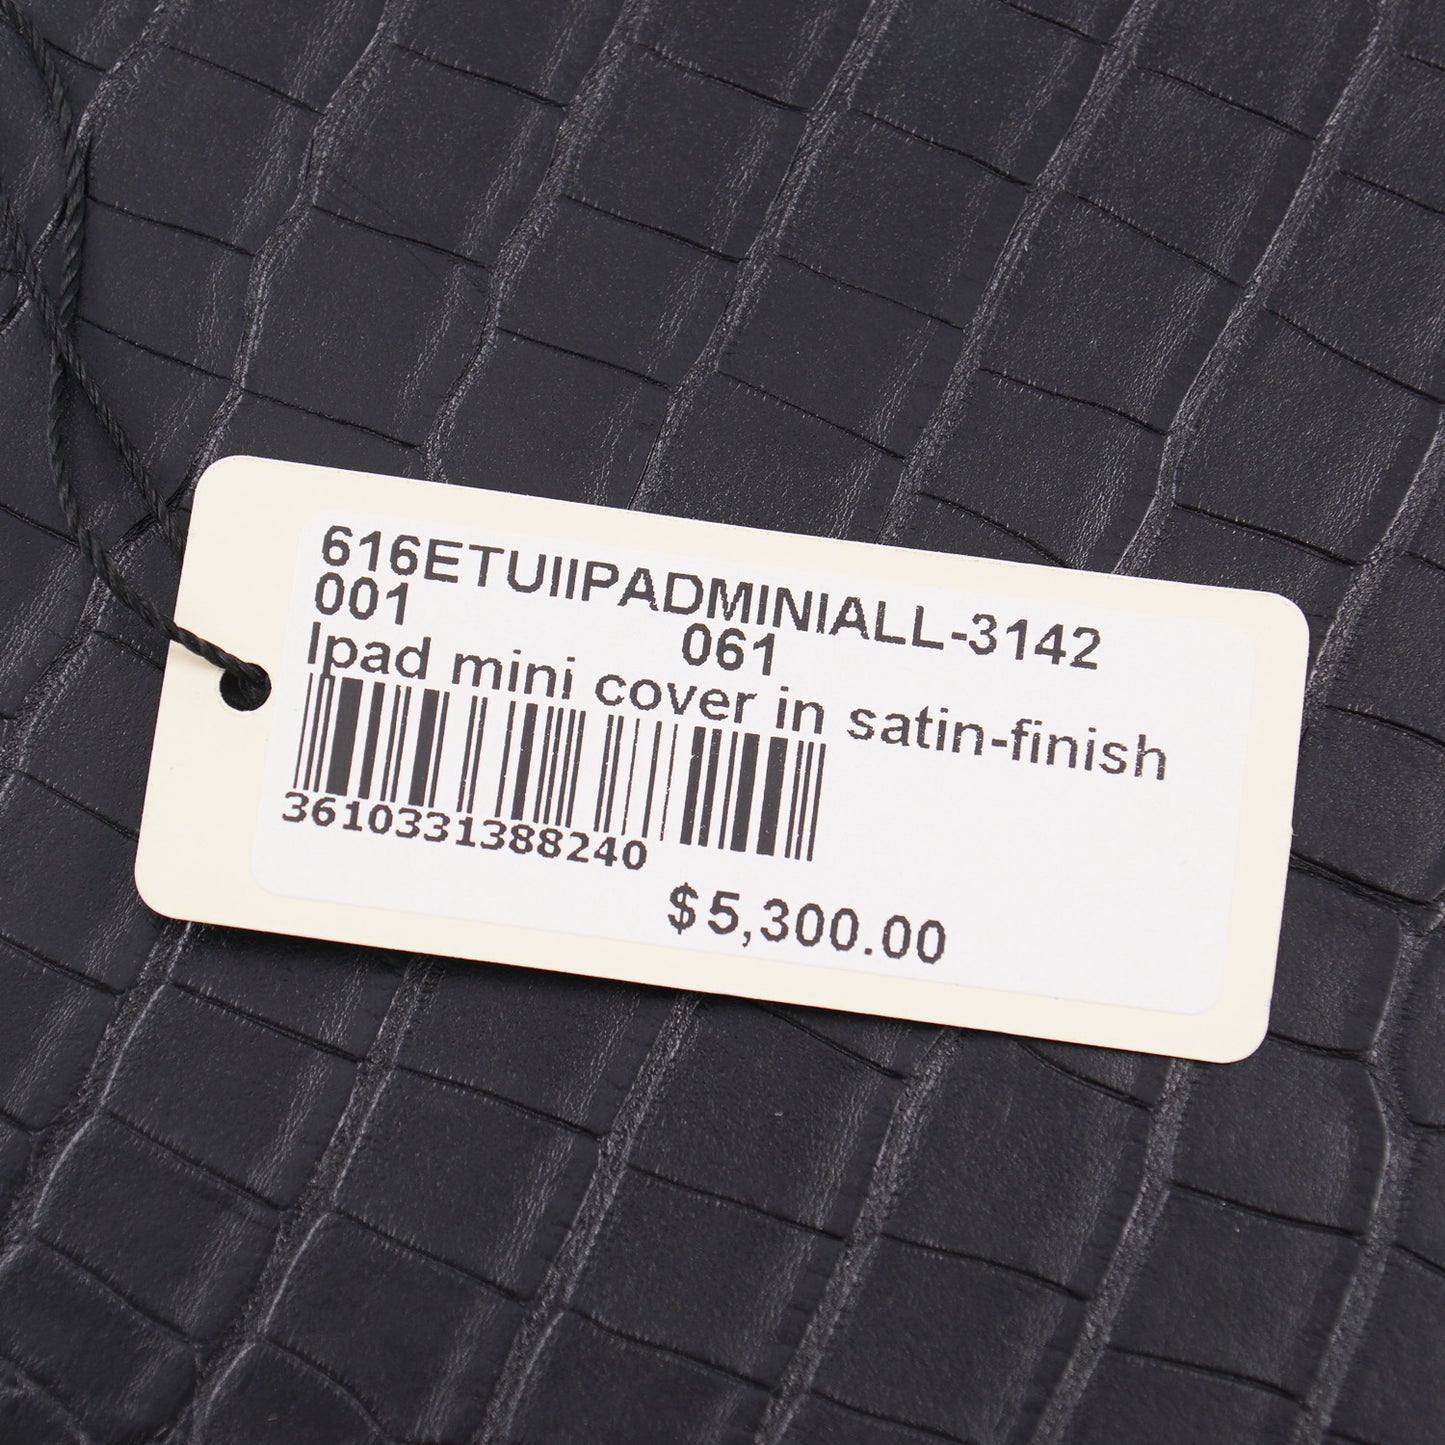 616ETUIIPADMINIALL-3142
001 061
Ipad mini cover in satin-finish
3610331388240
$5,300.00